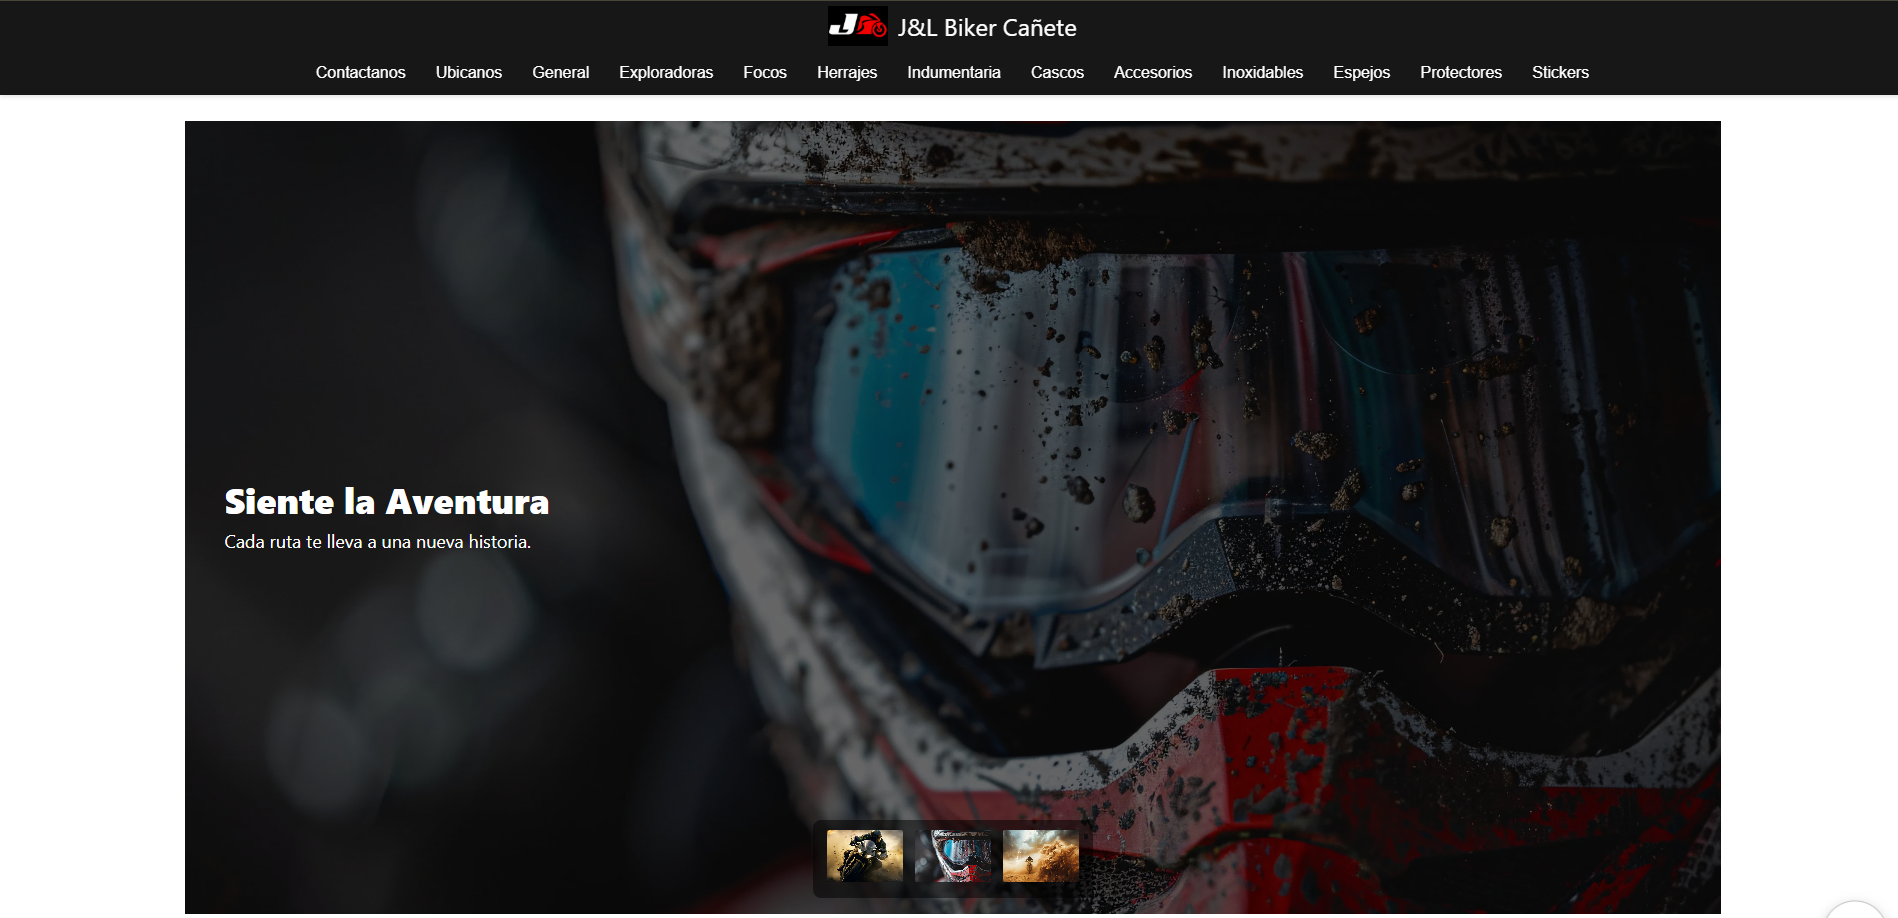 J&L Biker Cañete
Contactanos Ubicanos General Exploradoras Focos Herrajes Indumentaria Cascos Accesorios Inoxidables Espejos Protectores Stickers
Siente la Aventura
Cada ruta te lleva a una nueva historia.